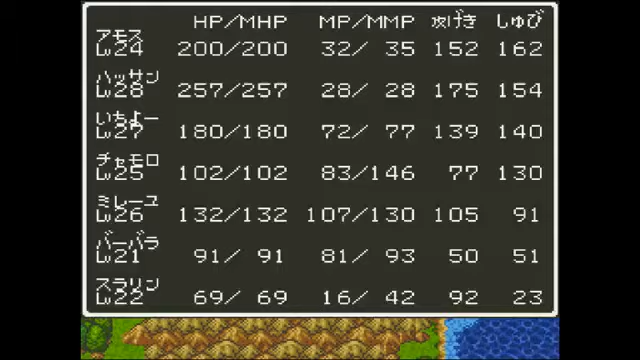 HP/MHP MP/MMP 攻げき しゅび
アモス
Lv24 200/200 32/ 35 152 162
ハッサン
Lv28 257/257 28/ 28 175 154
いちよー
Lv27 180/180 72/ 77 139 140
チャモロ
Lv25 102/102 83/146 77 130
ミレーユ
Lv26 132/132 107/130 105 91
バーバラ
Lv21 91/ 91 81/ 93 50 51
スラリン
Lv22 69/ 69 16/ 42 92 23